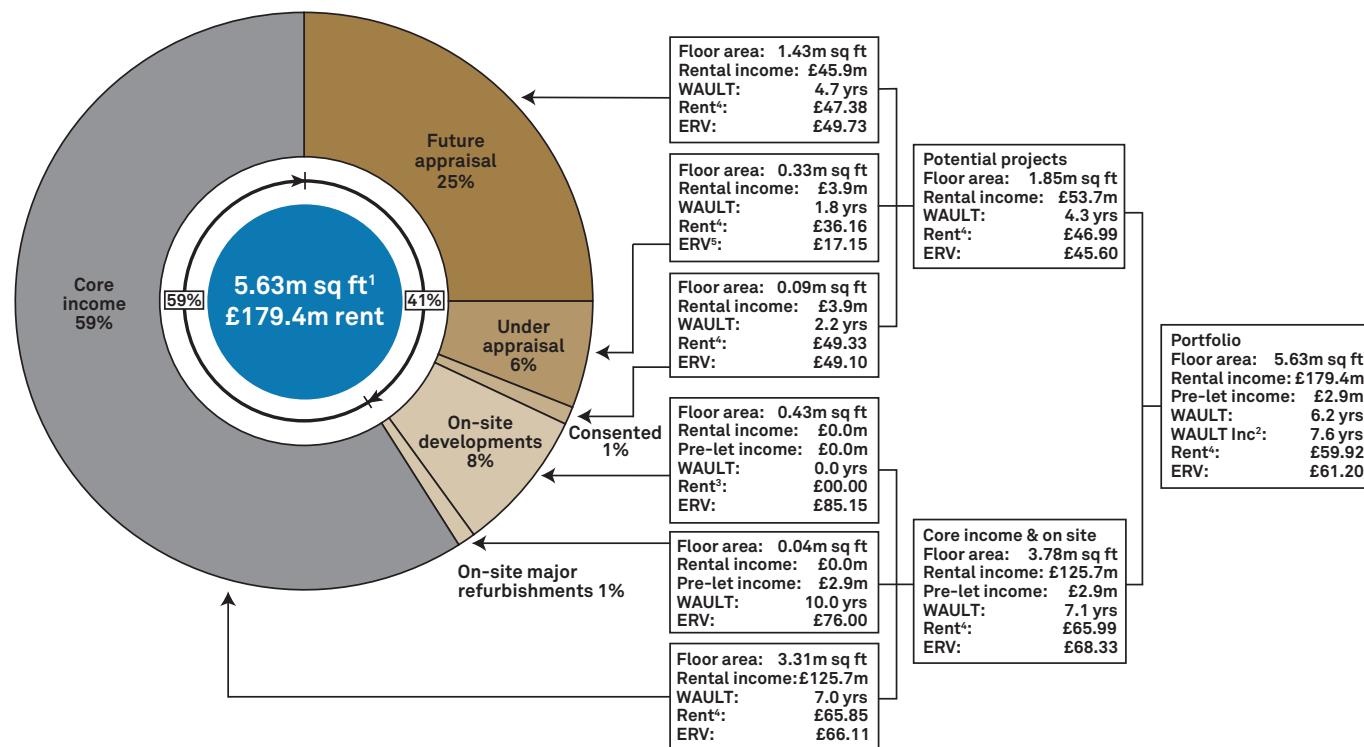 Future
appraisal
25%
Core
income
59%
59%
5.63m sq ft¹
£179.4m rent
41%
Under
appraisal
6%
Consented
1%
On-site
developments
8%
On-site major
refurbishments 1%
Floor area: 1.43m sq ft
Rental income: £45.9m
WAULT: 4.7 yrs
Rent⁴: £47.38
ERV: £49.73
Floor area: 0.33m sq ft
Rental income: £3.9m
WAULT: 1.8 yrs
Rent⁴: £36.16
ERV⁵: £17.15
Floor area: 0.09m sq ft
Rental income: £3.9m
WAULT: 2.2 yrs
Rent⁴: £49.33
ERV: £49.10
Floor area: 0.43m sq ft
Rental income: £0.0m
Pre-let income: £0.0m
WAULT: 0.0 yrs
Rent³: £00.00
ERV: £85.15
Floor area: 0.04m sq ft
Rental income: £0.0m
Pre-let income: £2.9m
WAULT: 10.0 yrs
ERV: £76.00
Floor area: 3.31m sq ft
Rental income:£125.7m
WAULT: 7.0 yrs
Rent⁴: £65.85
ERV: £66.11
Potential projects
Floor area: 1.85m sq ft
Rental income: £53.7m
WAULT: 4.3 yrs
Rent⁴: £46.99
ERV: £45.60
Core income & on site
Floor area: 3.78m sq ft
Rental income: £125.7m
Pre-let income: £2.9m
WAULT: 7.1 yrs
Rent⁴: £65.99
ERV: £68.33
Portfolio
Floor area: 5.63m sq ft
Rental income: £179.4m
Pre-let income: £2.9m
WAULT: 6.2 yrs
WAULT Inc²: 7.6 yrs
Rent⁴: £59.92
ERV: £61.20